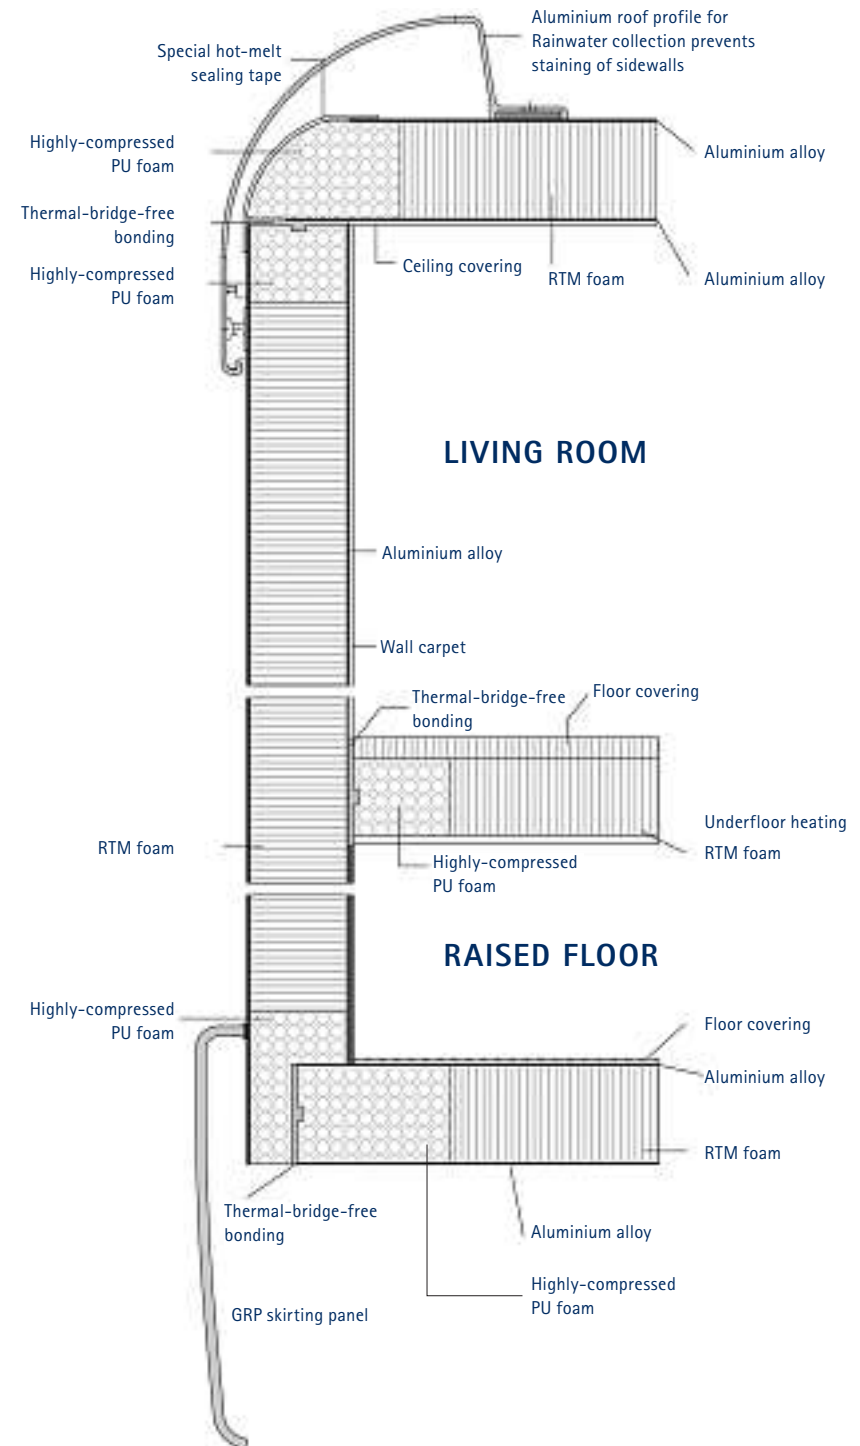 Aluminium roof profile for
Rainwater collection prevents
staining of sidewalls
Special hot-melt
sealing tape
Highly-compressed
PU foam
Aluminium alloy
Thermal-bridge-free
bonding
Highly-compressed
PU foam
Ceiling covering
RTM foam
Aluminium alloy
LIVING ROOM
Aluminium alloy
Wall carpet
Thermal-bridge-free
bonding
Floor covering
Underfloor heating
RTM foam
RTM foam
Highly-compressed
PU foam
RAISED FLOOR
Highly-compressed
PU foam
Floor covering
Aluminium alloy
RTM foam
Thermal-bridge-free
bonding
Aluminium alloy
Highly-compressed
PU foam
GRP skirting panel